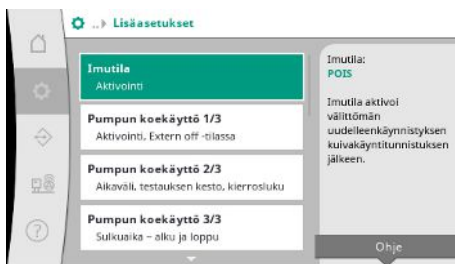 ..▸ Lisäasetukset
Imutila
Aktivointi
Pumpun koekäyttö 1/3
Aktivointi, Extern off -tilassa
Pumpun koekäyttö 2/3
Aikaväli, testauksen kesto, kierrosluku
Pumpun koekäyttö 3/3
Sulkuaika – alku ja loppu
Imutila:
POIS
Imutila aktivoi
välittömän
uudelleenkäynnistyksen
kuivakäyntitunnistuksen
jälkeen.
Ohje